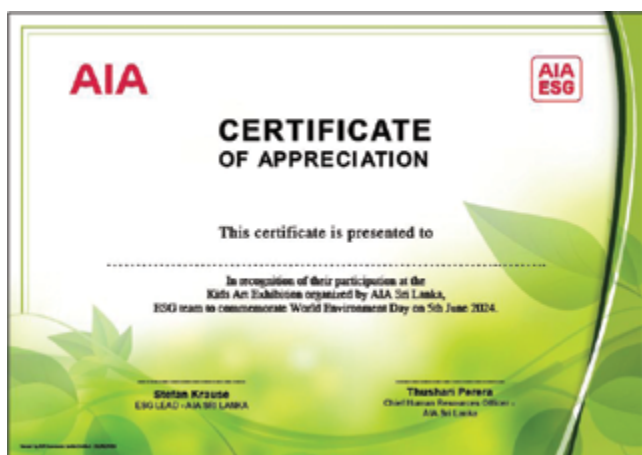 AIA
AIA
ESG
CERTIFICATE
OF APPRECIATION
This certificate is presented to
In recognition of their participation at the
Kids Art Exhibition organized by AIA Sri Lanka,
ESG team to commemorate World Environment Day on 5th June 2024.
Stefan Krause
ESG LEAD - AIA SRI LANKA
Thushari Perera
Chief Human Resources Officer -
AIA Sri Lanka